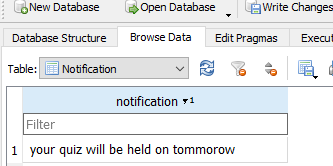 New Database Open Database Write Changes
Database Structure Browse Data Edit Pragmas Execu
Table: Notification
notification 1
Filter
1 your quiz will be held on tommorow